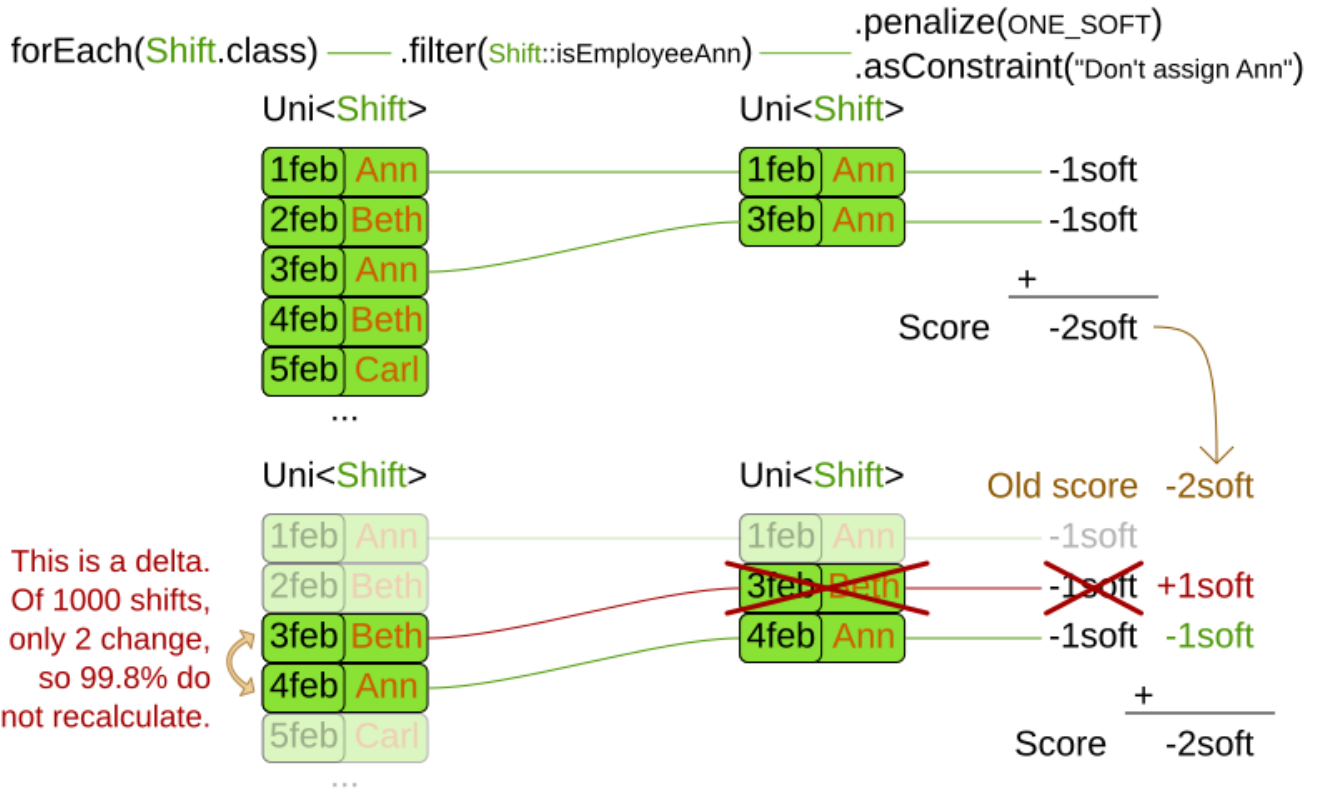 forEach(Shift.class) .filter(Shift::isEmployeeAnn) .penalize(ONE_SOFT)
.asConstraint("Don't assign Ann")
Uni<Shift> Uni<Shift>
1feb Ann 1feb Ann -1soft
2feb Beth 3feb Ann -1soft
3feb Ann
+
4feb Beth Score -2soft
5feb Carl
...
Uni<Shift> Uni<Shift> Old score -2soft
1feb Ann 1feb Ann -1soft
2feb Beth 3feb Beth -1soft +1soft
3feb Beth 4feb Ann -1soft -1soft
4feb Ann
+
5feb Carl Score -2soft
...
This is a delta.
Of 1000 shifts,
only 2 change,
so 99.8% do
not recalculate.